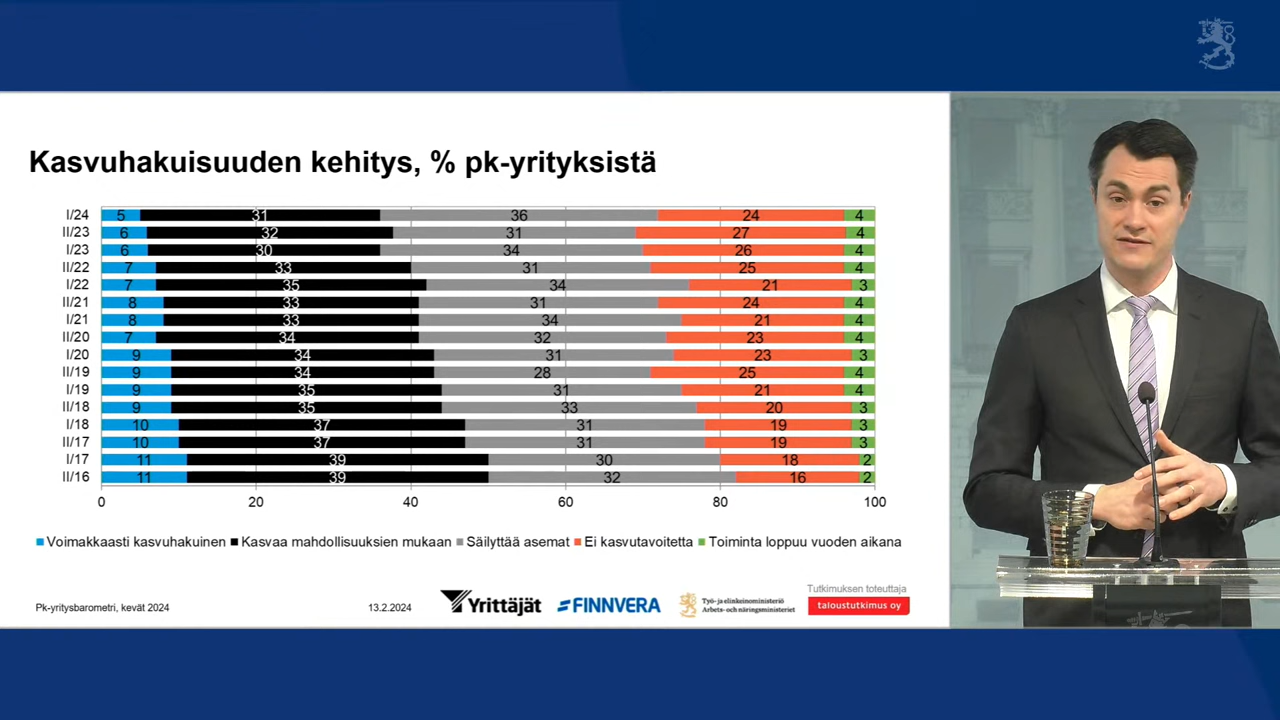 Kasvuhakuisuuden kehitys, % pk-yrityksistä
I/24 5 31 36 24 4
II/23 6 32 31 27 4
I/23 6 30 34 26 4
II/22 7 33 31 25 4
I/22 7 35 34 21 3
II/21 8 33 31 24 4
I/21 8 33 34 21 4
II/20 7 34 32 23 4
I/20 9 34 31 23 3
II/19 9 34 28 25 4
I/19 9 35 31 21 4
II/18 9 35 33 20 3
I/18 10 37 31 19 3
II/17 10 37 31 19 3
I/17 11 39 30 18 2
II/16 11 39 32 16 2
0 20 40 60 80 100
Voimakkaasti kasvuhakuinen Kasvaa mahdollisuuksien mukaan Säilyttää asemat Ei kasvutavoitetta Toiminta loppuu vuoden aikana
Pk-yritysbarometri, kevät 2024
13.2.2024
Yrittäjät
FINNVERA
Työ- ja elinkeinoministeriö
Arbets- och näringsministeriet
Tutkimuksen toteuttaja
taloustutkimus oy